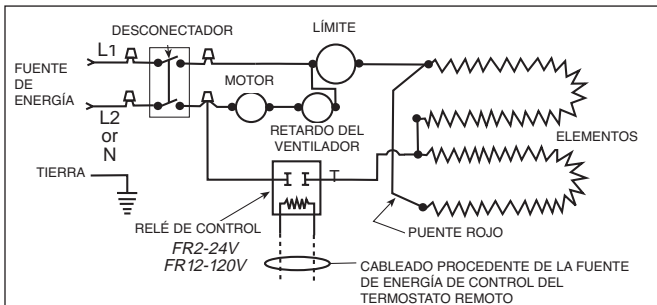 DESCONECTADOR
LÍMITE
L1
MOTOR
FUENTE
DE
ENERGÍA
L2
or
N
RETARDO DEL
VENTILADOR
ELEMENTOS
TIERRA
T
RELÉ DE CONTROL
FR2-24V
FR12-120V
PUENTE ROJO
CABLEADO PROCEDENTE DE LA FUENTE
DE ENERGÍA DE CONTROL DEL
TERMOSTATO REMOTO